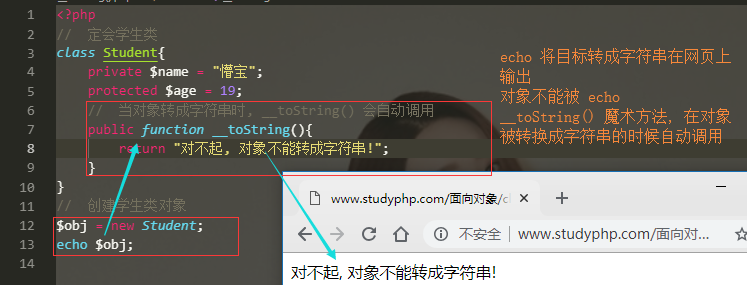 1 <?php
2 //  定会学生类
3 class Student{
4 private $name = "懵宝";
5 protected $age = 19;
6 //  当对象转成字符串时, __toString() 会自动调用
7 public function __toString(){
8 return "对不起, 对象不能转成字符串!";
9 }
10 }
11 //  创建学生类对象
12 $obj = new Student;
13 echo $obj;
14
echo 将目标转成字符串在网页上
输出
对象不能被 echo
__toString() 魔术方法, 在对象
被转换成字符串的时候自动调用
www.studyphp.com/面向对象/cl
不安全 | www.studyphp.com/面向对...
对不起, 对象不能转成字符串!